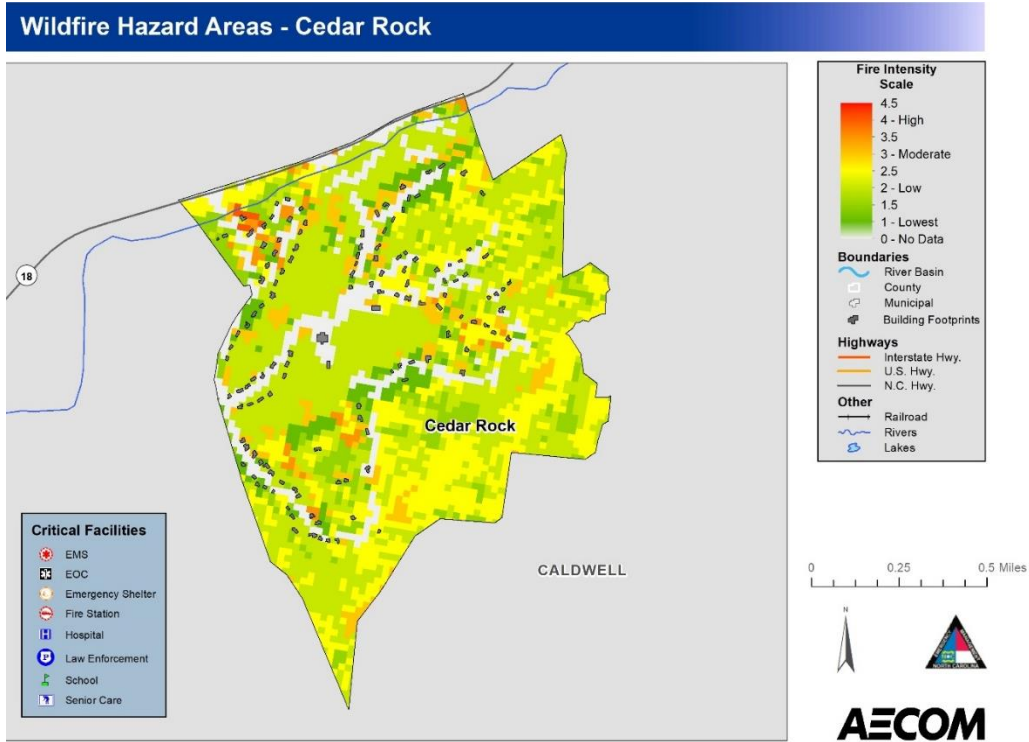 Wildfire Hazard Areas - Cedar Rock
Fire Intensity
Scale
4.5
4 - High
3.5
3 - Moderate
2.5
2 - Low
1.5
1 - Lowest
0 - No Data
Boundaries
River Basin
County
Municipal
Building Footprints
Highways
Interstate Hwy.
U.S. Hwy.
N.C. Hwy.
Other
Railroad
Rivers
Lakes
18
Cedar Rock
CALDWELL
Critical Facilities
EMS
EOC
Emergency Shelter
Fire Station
H Hospital
P Law Enforcement
School
Senior Care
0 0.25 0.5 Miles
N
NORTH CAROLINA
AECOM